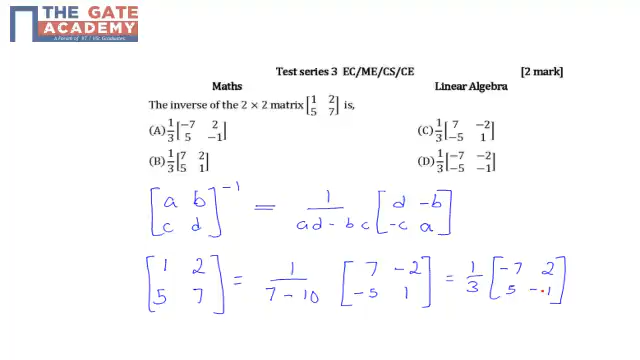 THE GATE
ACADEMY
A Forum of IIT / IISc Graduates
Test series 3 EC/ME/CS/CE [2 mark]
Maths Linear Algebra
The inverse of the 2 × 2 matrix [1 2; 5 7] is,
(A) 1/3 [−7 2; 5 −1] (C) 1/3 [7 −2; −5 1]
(B) 1/3 [7 2; 5 1] (D) 1/3 [−7 −2; −5 −1]
[a b; c d]⁻¹ = 1/(ad − bc) [d −b; −c a]
[1 2; 5 7] = 1/(7 − 10) [7 −2; −5 1] = 1/3 [−7 2; 5 −1]